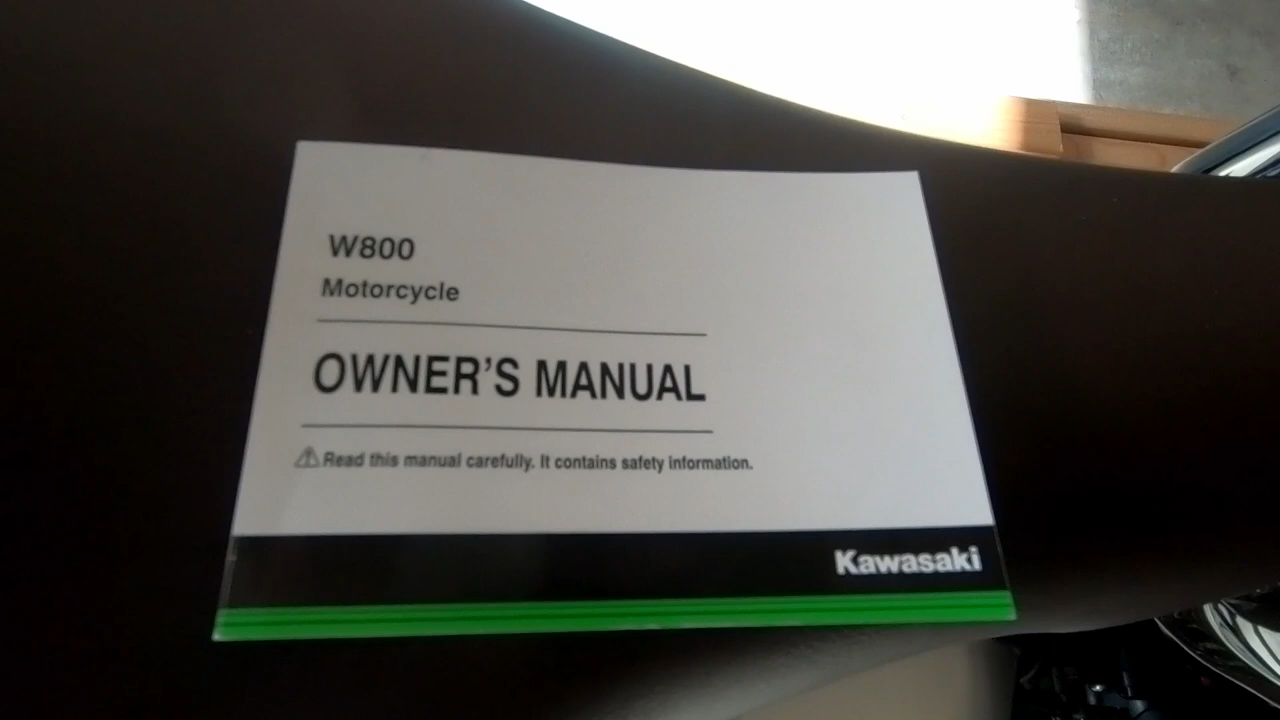 W800
Motorcycle
OWNER'S MANUAL
Read this manual carefully. It contains safety information.
Kawasaki